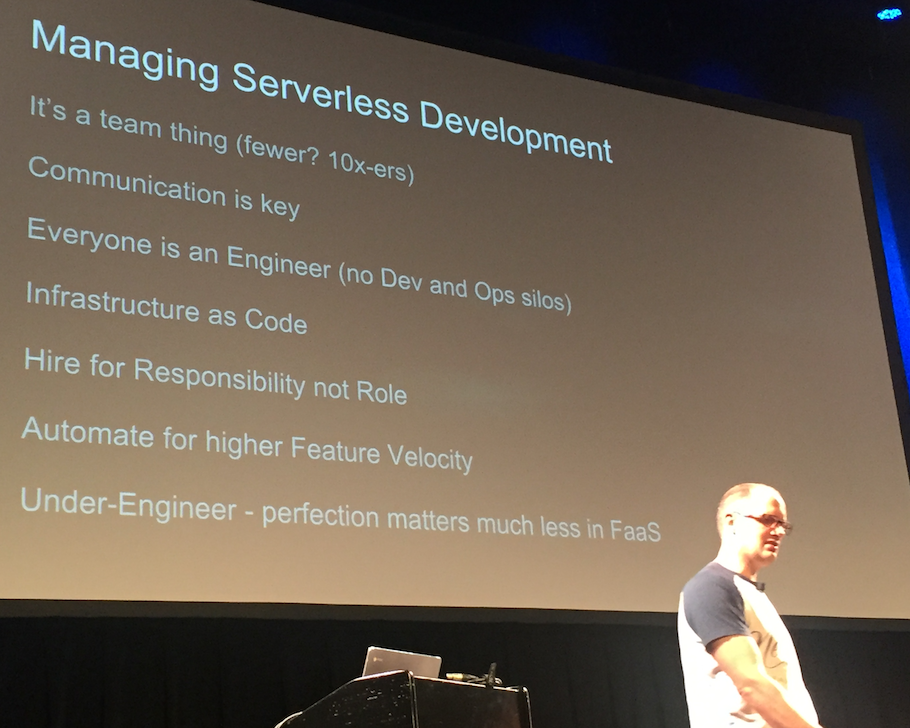 Managing Serverless Development
It's a team thing (fewer? 10x-ers)
Communication is key
Everyone is an Engineer (no Dev and Ops silos)
Infrastructure as Code
Hire for Responsibility not Role
Automate for higher Feature Velocity
Under-Engineer - perfection matters much less in FaaS